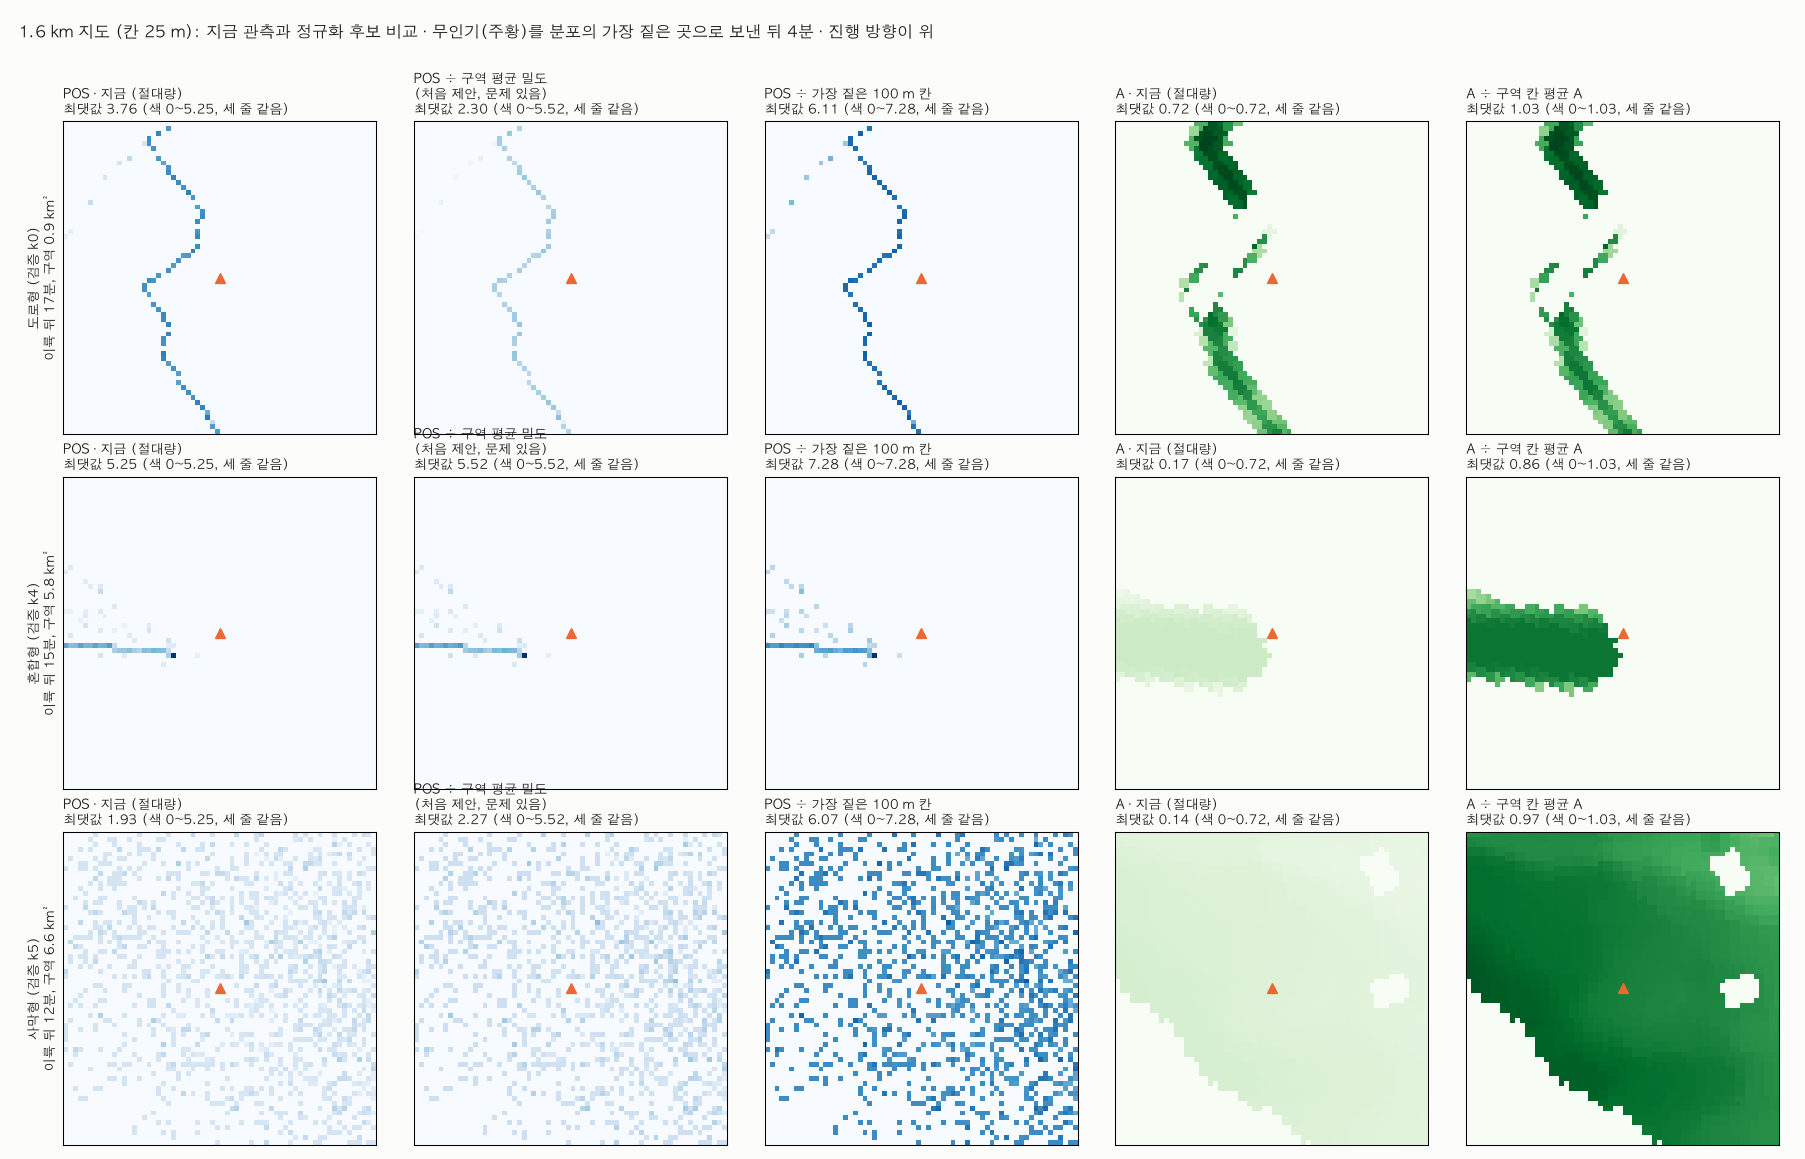 1.6 km 지도 (칸 25 m): 지금 관측과 정규화 후보 비교 · 무인기(주황)를 분포의 가장 짙은 곳으로 보낸 뒤 4분 · 진행 방향이 위
POS · 지금 (절대량)
최댓값 3.76 (색 0~5.25, 세 줄 같음)
POS ÷ 구역 평균 밀도
(처음 제안, 문제 있음)
최댓값 2.30 (색 0~5.52, 세 줄 같음)
POS ÷ 가장 짙은 100 m 칸
최댓값 6.11 (색 0~7.28, 세 줄 같음)
A · 지금 (절대량)
최댓값 0.72 (색 0~0.72, 세 줄 같음)
A ÷ 구역 칸 평균 A
최댓값 1.03 (색 0~1.03, 세 줄 같음)
도로형 (검증 k0)
이륙 뒤 17분, 구역 0.9 km²
POS · 지금 (절대량)
최댓값 5.25 (색 0~5.25, 세 줄 같음)
POS ÷ 구역 평균 밀도
(처음 제안, 문제 있음)
최댓값 5.52 (색 0~5.52, 세 줄 같음)
POS ÷ 가장 짙은 100 m 칸
최댓값 7.28 (색 0~7.28, 세 줄 같음)
A · 지금 (절대량)
최댓값 0.17 (색 0~0.72, 세 줄 같음)
A ÷ 구역 칸 평균 A
최댓값 0.86 (색 0~1.03, 세 줄 같음)
혼합형 (검증 k4)
이륙 뒤 15분, 구역 5.8 km²
POS · 지금 (절대량)
최댓값 1.93 (색 0~5.25, 세 줄 같음)
POS ÷ 구역 평균 밀도
(처음 제안, 문제 있음)
최댓값 2.27 (색 0~5.52, 세 줄 같음)
POS ÷ 가장 짙은 100 m 칸
최댓값 6.07 (색 0~7.28, 세 줄 같음)
A · 지금 (절대량)
최댓값 0.14 (색 0~0.72, 세 줄 같음)
A ÷ 구역 칸 평균 A
최댓값 0.97 (색 0~1.03, 세 줄 같음)
사막형 (검증 k5)
이륙 뒤 12분, 구역 6.6 km²